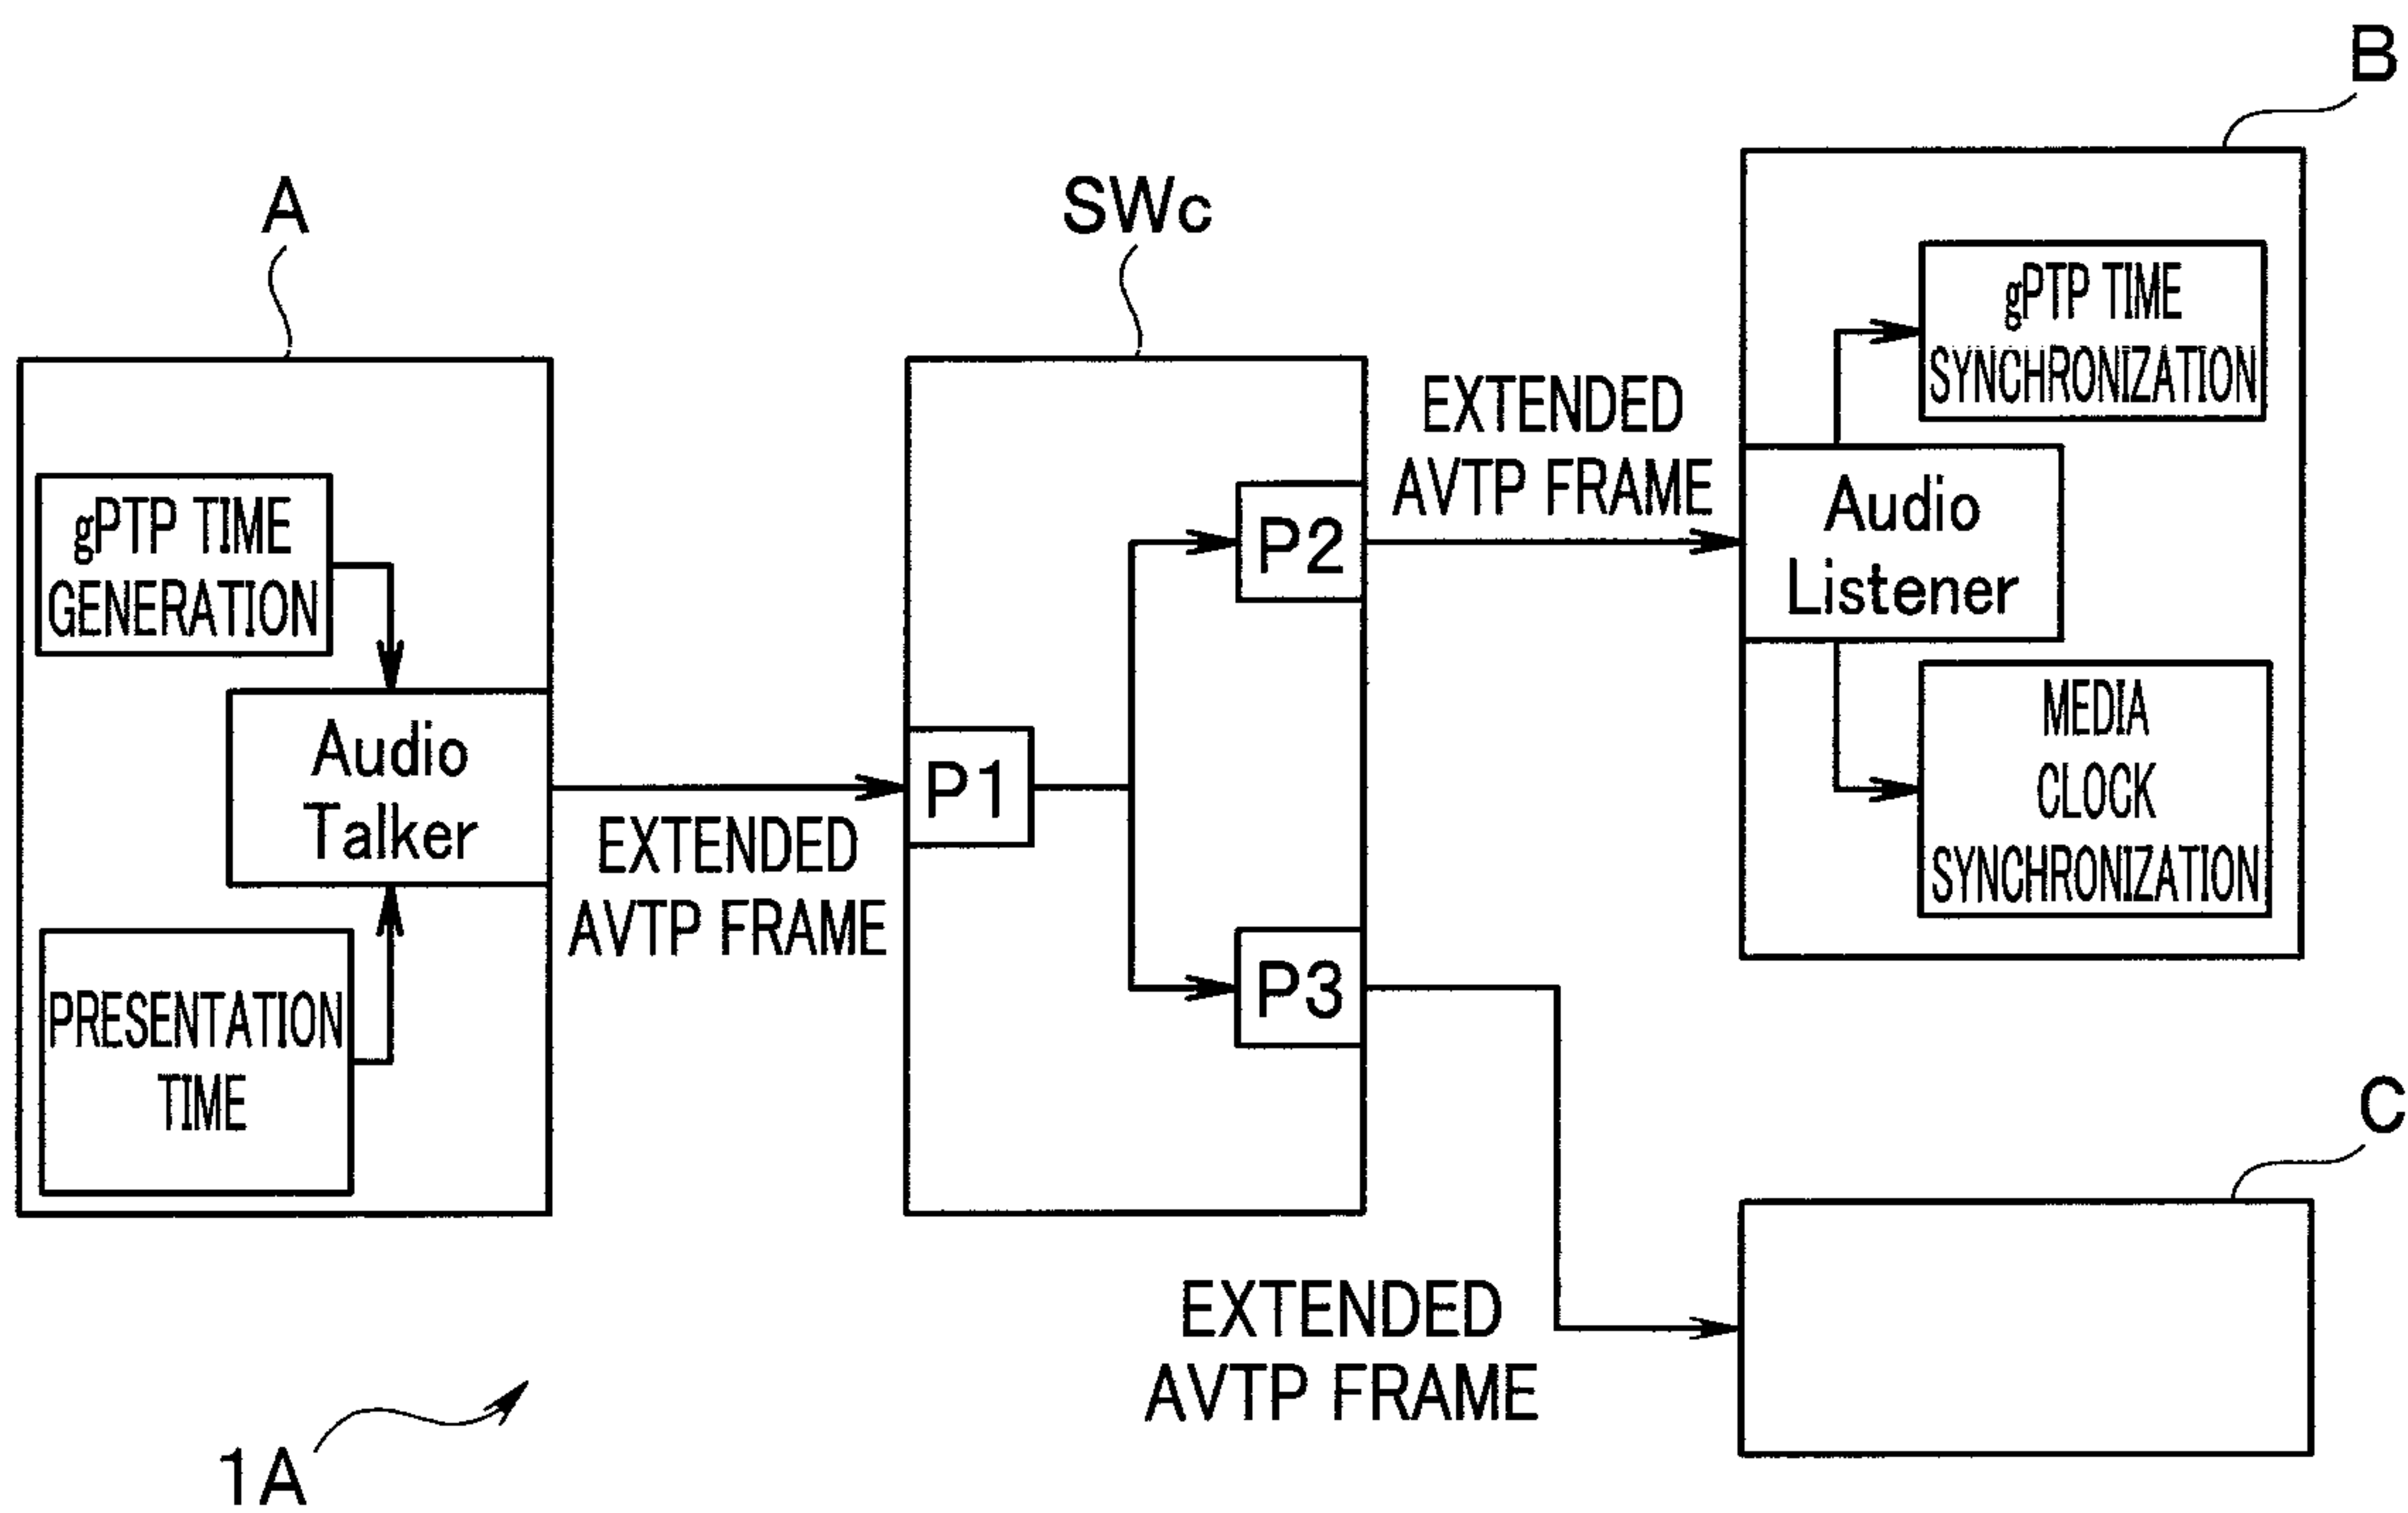 B
A
SWc
gPTP TIME
SYNCHRONIZATION
EXTENDED
AVTP FRAME
gPTP TIME
GENERATION
P2
Audio
Listener
Audio
Talker
P1
MEDIA
CLOCK
SYNCHRONIZATION
EXTENDED
AVTP FRAME
PRESENTATION
TIME
P3
C
EXTENDED
AVTP FRAME
1A